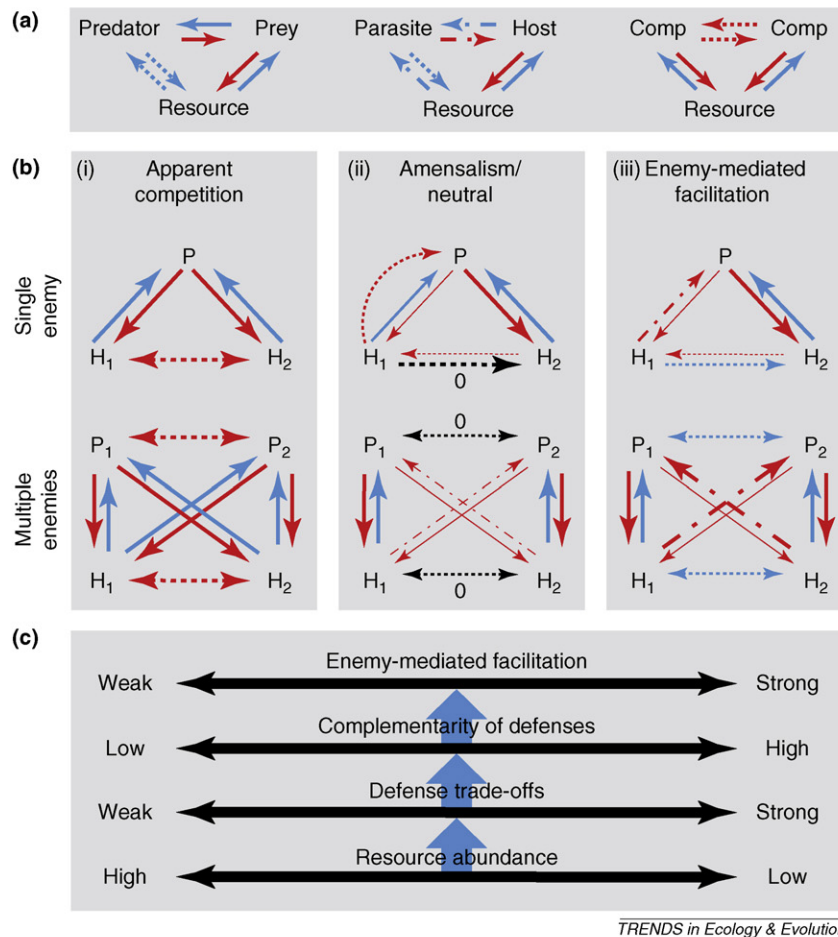 (a)
Predator Prey
Resource
Parasite Host
Resource
Comp Comp
Resource
(b)
(i) Apparent
competition
(ii) Amensalism/
neutral
(iii) Enemy-mediated
facilitation
Single
enemy
P
H1 H2
P
H1 H2
0
P
H1 H2
Multiple
enemies
P1 P2
H1 H2
0
P1 P2
H1 H2
0
P1 P2
H1 H2
(c)
Enemy-mediated facilitation
Weak Strong
Complementarity of defenses
Low High
Defense trade-offs
Weak Strong
Resource abundance
High Low
TRENDS in Ecology & Evolutio